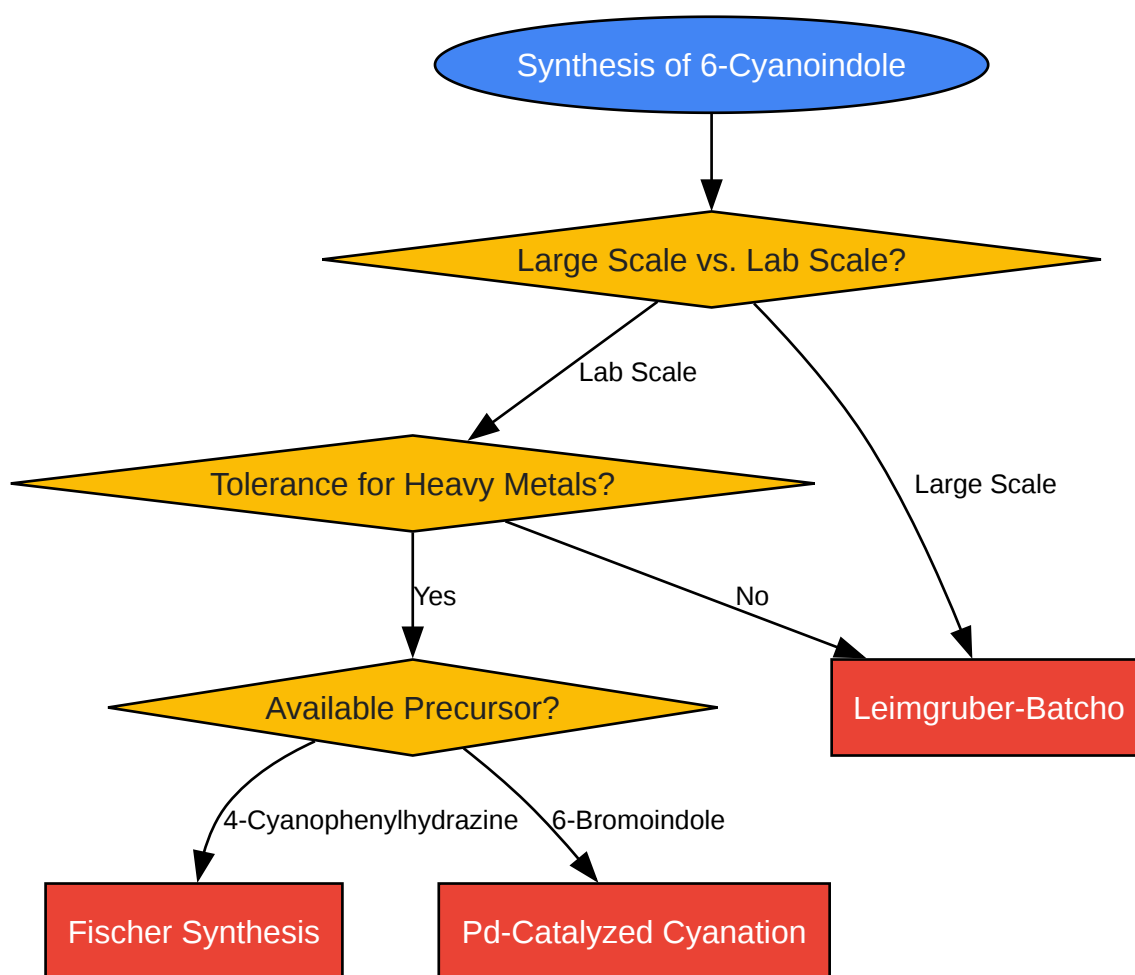 Synthesis of 6-Cyanoindole
Large Scale vs. Lab Scale?
Lab Scale
Tolerance for Heavy Metals?
Large Scale
Yes
No
Available Precursor?
Leimgruber-Batcho
4-Cyanophenylhydrazine
6-Bromoindole
Fischer Synthesis
Pd-Catalyzed Cyanation